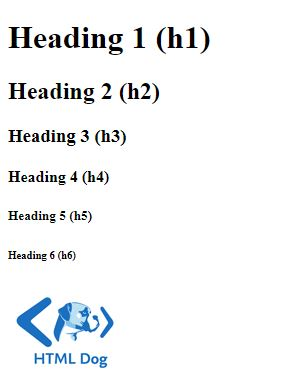 Heading 1 (h1)
Heading 2 (h2)
Heading 3 (h3)
Heading 4 (h4)
Heading 5 (h5)
Heading 6 (h6)
HTML Dog